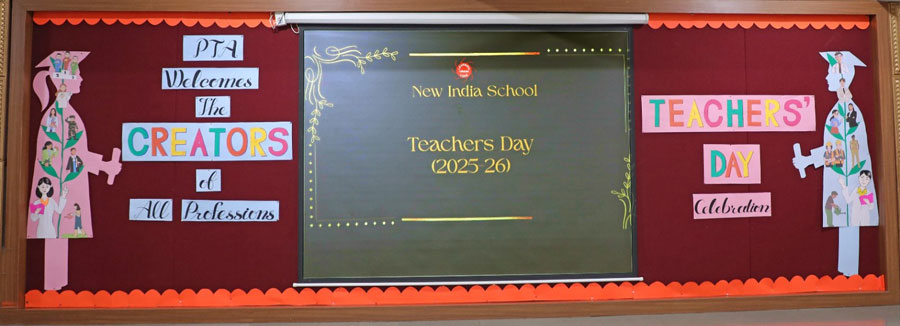 PTA
Welcomes
The
CREATORS
of
All Professions
New India School
Teachers Day
(2025-26)
TEACHERS'
DAY
Celebration